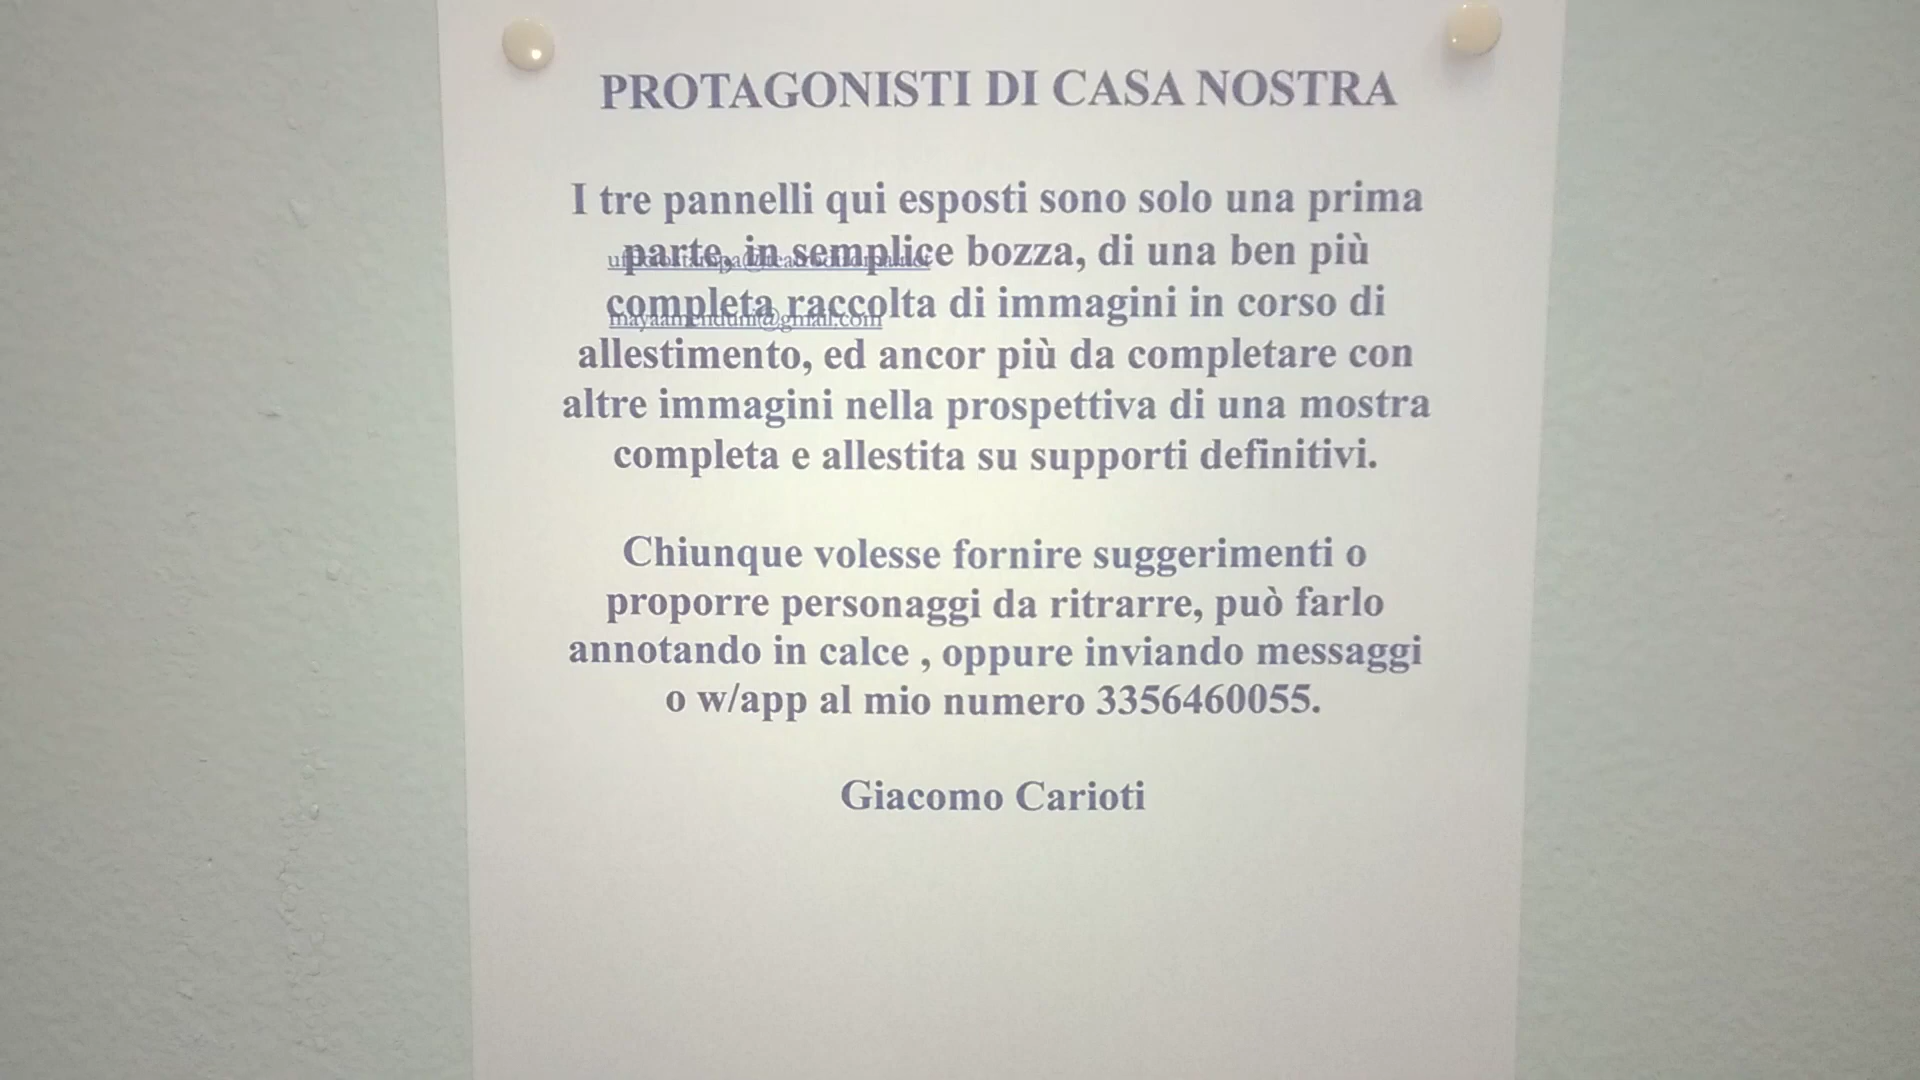 PROTAGONISTI DI CASA NOSTRA
I tre pannelli qui esposti sono solo una prima
parte, in semplice bozza, di una ben più
completa raccolta di immagini in corso di
mayaamenduni@gmail.com
allestimento, ed ancor più da completare con
altre immagini nella prospettiva di una mostra
completa e allestita su supporti definitivi.
Chiunque volesse fornire suggerimenti o
proporre personaggi da ritrarre, può farlo
annotando in calce , oppure inviando messaggi
o w/app al mio numero 3356460055.
Giacomo Carioti